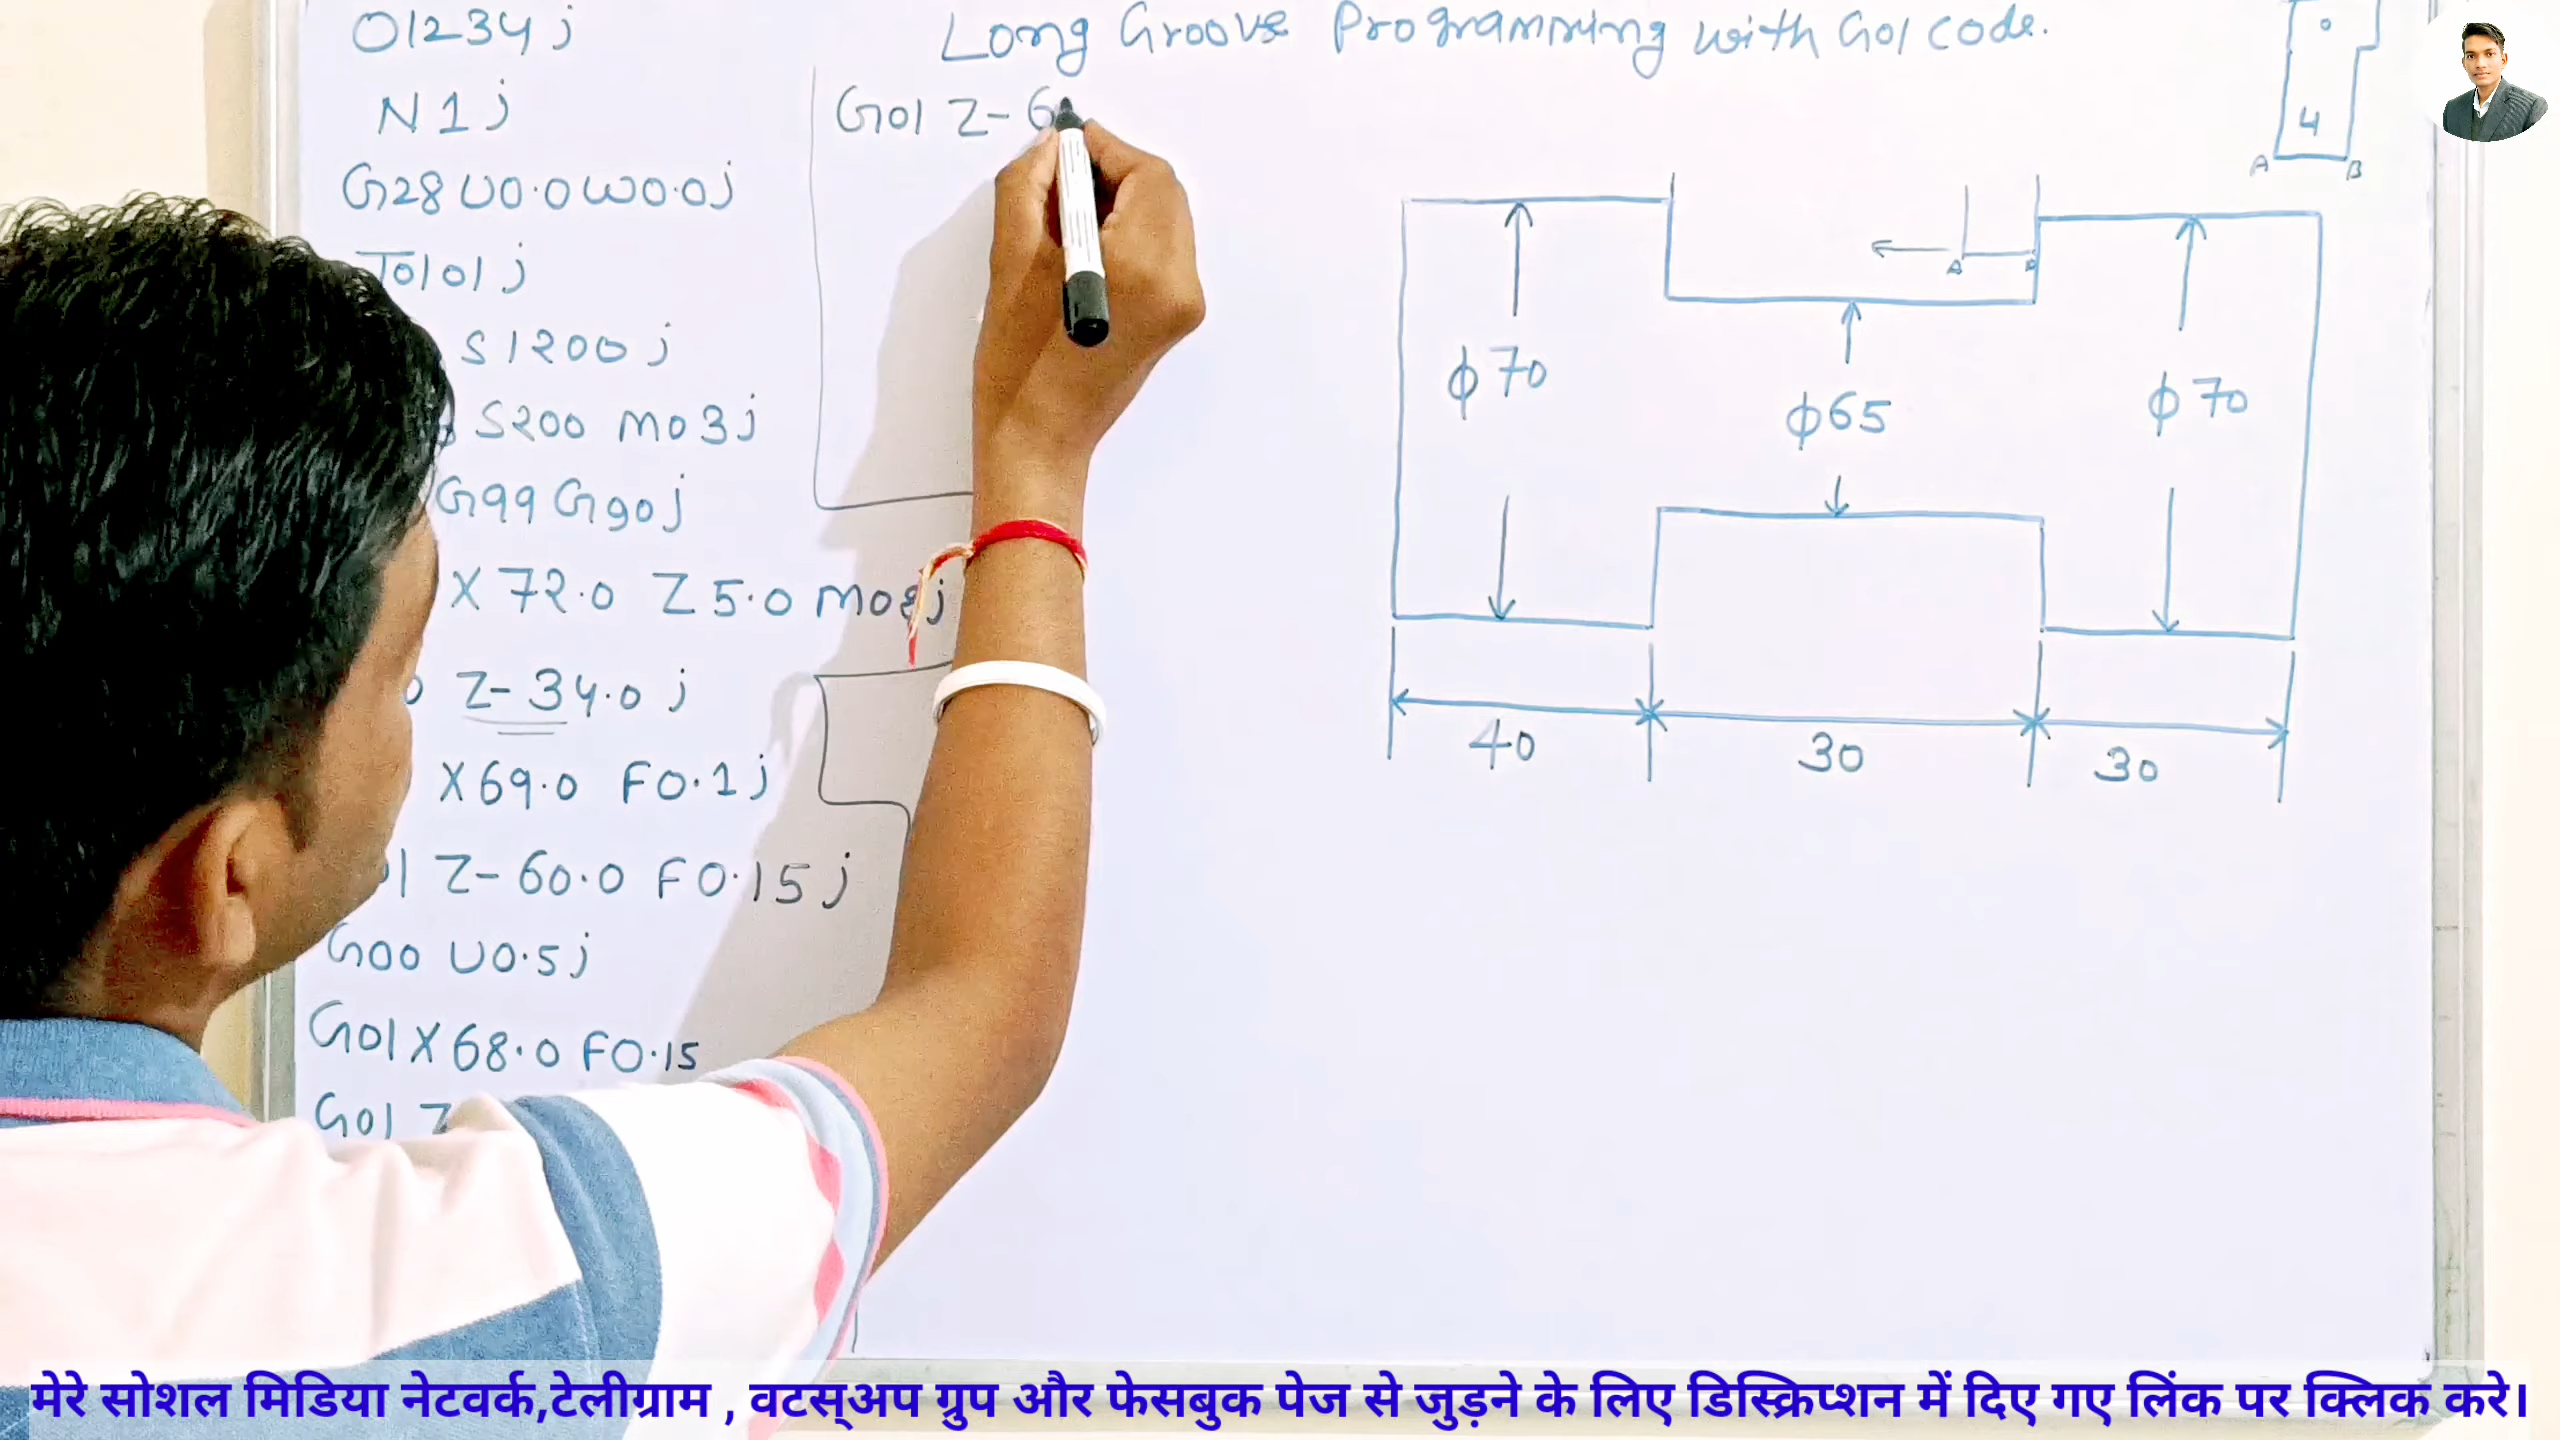 Long Groove Programming with G01 code.
O1234;
N1;
G28 U0.0 W0.0;
T0101;
S1200;
S200 M03;
G99 G90;
X72.0 Z5.0 M08;
Z-34.0;
X69.0 F0.1;
Z-60.0 F0.15;
G00 U0.5;
G01 X68.0 F0.15
G01 Z
G01 Z-6
4
A B
A
ϕ70
ϕ65
ϕ70
40
30
30
मेरे सोशल मिडिया नेटवर्क,टेलीग्राम , वटस्अप ग्रुप और फेसबुक पेज से जुड़ने के लिए डिस्क्रिप्शन में दिए गए लिंक पर क्लिक करे।